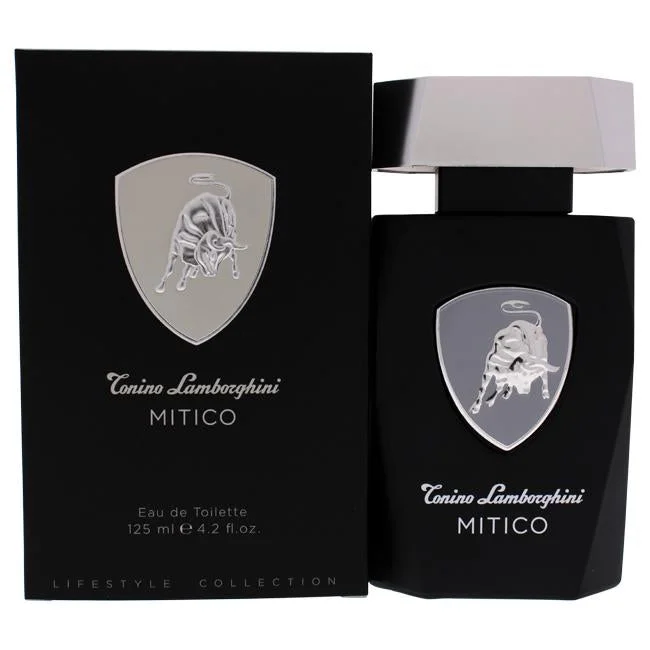 Tonino Lamborghini
MITICO
Eau de Toilette
125 ml ℮ 4.2 fl.oz.
LIFESTYLE COLLECTION
Tonino Lamborghini
MITICO